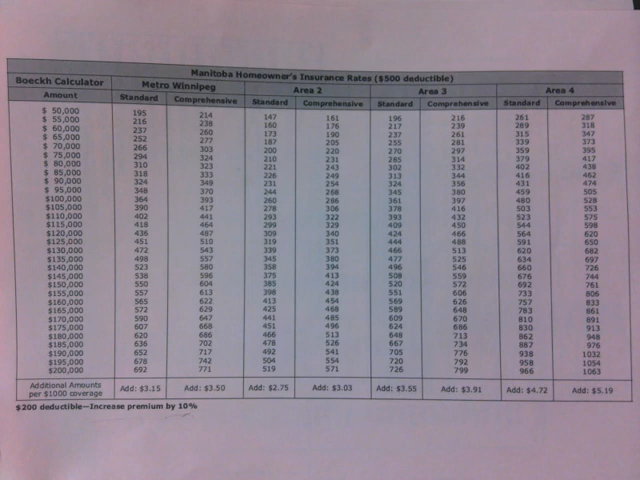 Manitoba Homeowner's Insurance Rates ($500 deductible)
Boeckh Calculator Metro Winnipeg Area 2 Area 3 Area 4
Amount Standard Comprehensive Standard Comprehensive Standard Comprehensive Standard Comprehensive
$ 50,000 195 214 147 161 196 216 261 287
$ 55,000 216 238 160 176 217 239 289 318
$ 60,000 237 260 173 190 237 261 315 347
$ 65,000 252 277 187 205 255 281 339 373
$ 70,000 266 303 200 220 270 297 359 395
$ 75,000 294 324 210 231 285 314 379 417
$ 80,000 310 323 221 243 302 332 402 438
$ 85,000 318 333 226 249 313 344 416 462
$ 90,000 324 349 231 254 324 356 431 474
$ 95,000 348 370 244 268 345 380 459 505
$100,000 364 393 260 286 361 397 480 528
$105,000 390 417 278 306 378 416 503 553
$110,000 402 441 293 322 393 432 523 575
$115,000 418 464 299 329 409 450 544 598
$120,000 436 487 309 340 424 466 564 620
$125,000 451 510 319 351 444 488 591 650
$130,000 472 543 339 373 466 513 620 682
$135,000 498 557 345 380 477 525 634 697
$140,000 523 580 358 394 496 546 660 726
$145,000 538 596 375 413 508 559 676 744
$150,000 550 604 385 424 520 572 692 761
$155,000 557 613 398 438 551 606 733 806
$160,000 565 622 413 454 569 626 757 833
$165,000 572 629 425 468 589 648 783 861
$170,000 590 647 441 485 609 670 810 891
$175,000 607 668 451 496 624 686 830 913
$180,000 620 686 466 513 648 713 862 948
$185,000 636 702 478 526 667 734 887 976
$190,000 652 717 492 541 705 776 938 1032
$195,000 678 742 504 554 720 792 958 1054
$200,000 692 771 519 571 726 799 966 1063
Additional Amounts
per $1000 coverage Add: $3.15 Add: $3.50 Add: $2.75 Add: $3.03 Add: $3.55 Add: $3.91 Add: $4.72 Add: $5.19
$200 deductible—Increase premium by 10%